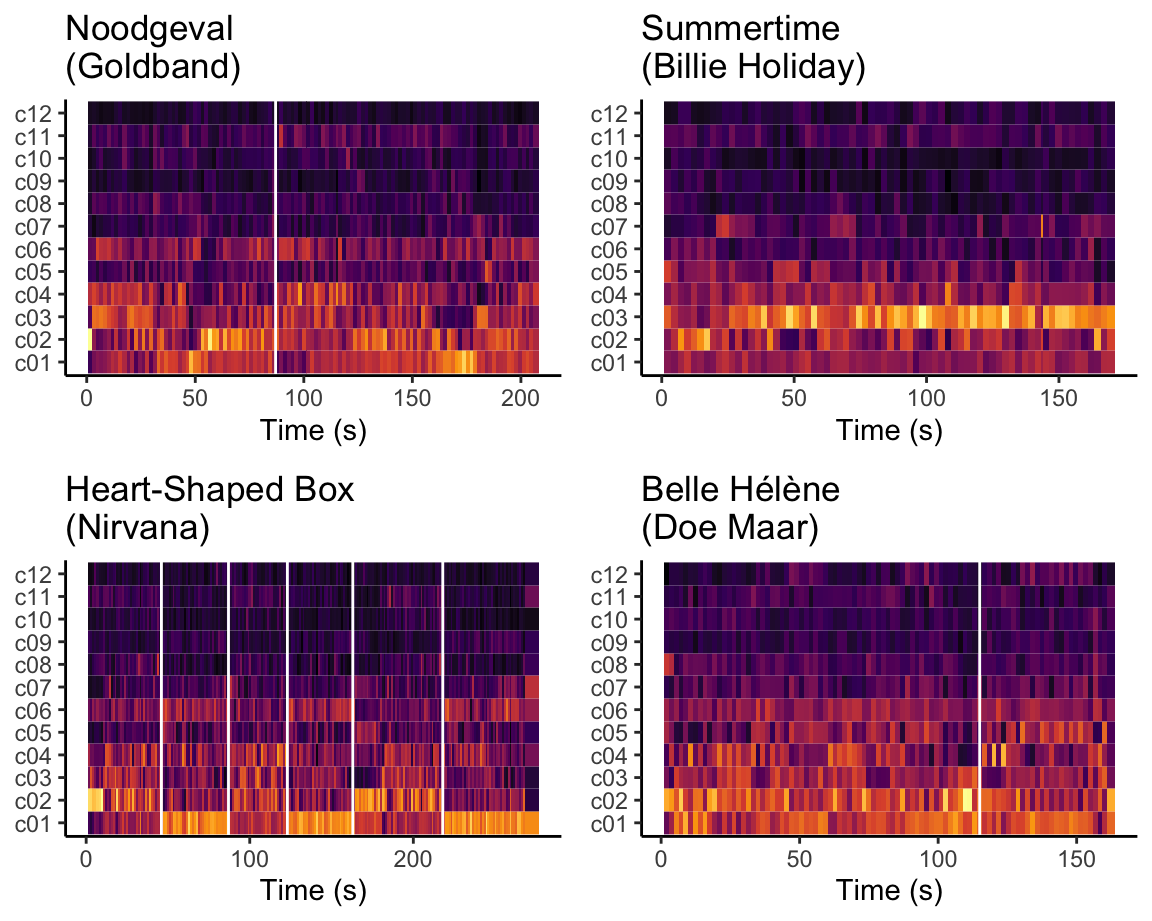 Noodgeval
(Goldband)
c12
c11
c10
c09
c08
c07
c06
c05
c04
c03
c02
c01
0 50 100 150 200
Time (s)
Summertime
(Billie Holiday)
c12
c11
c10
c09
c08
c07
c06
c05
c04
c03
c02
c01
0 50 100 150
Time (s)
Heart-Shaped Box
(Nirvana)
c12
c11
c10
c09
c08
c07
c06
c05
c04
c03
c02
c01
0 100 200
Time (s)
Belle Hélène
(Doe Maar)
c12
c11
c10
c09
c08
c07
c06
c05
c04
c03
c02
c01
0 50 100 150
Time (s)